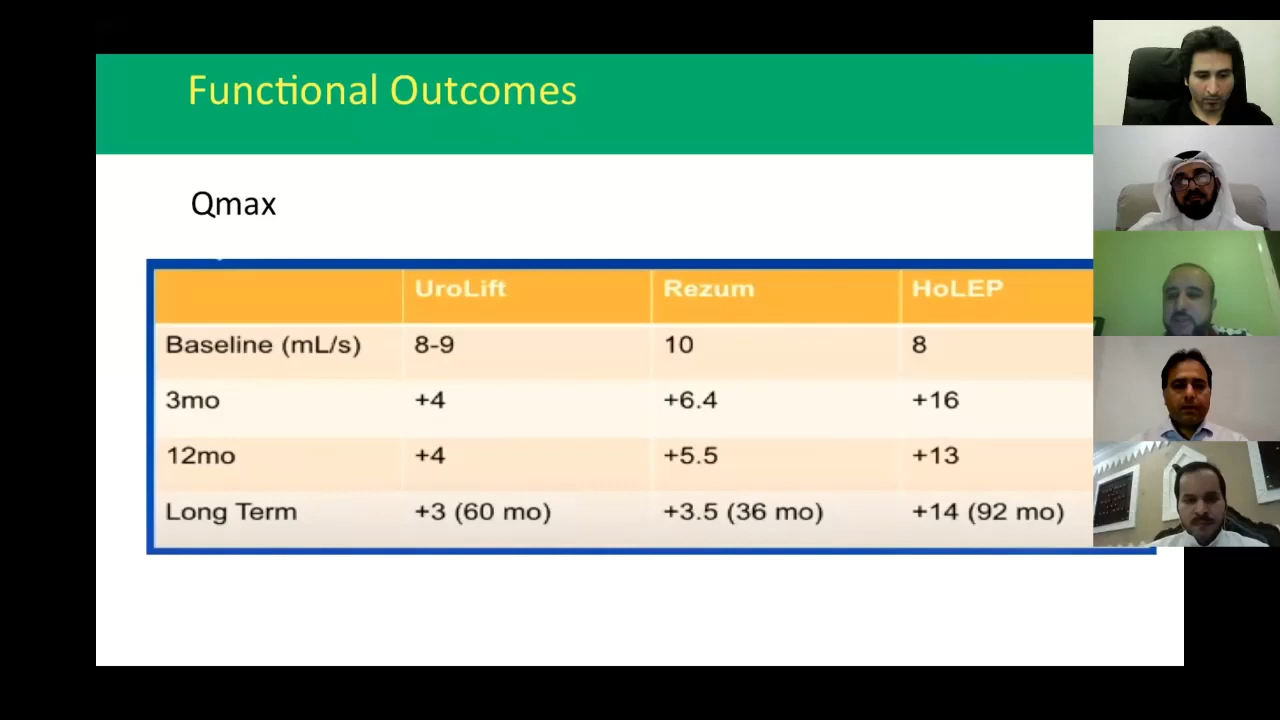 Functional Outcomes
Qmax
UroLift Rezum HoLEP
Baseline (mL/s) 8-9 10 8
3mo +4 +6.4 +16
12mo +4 +5.5 +13
Long Term +3 (60 mo) +3.5 (36 mo) +14 (92 mo)